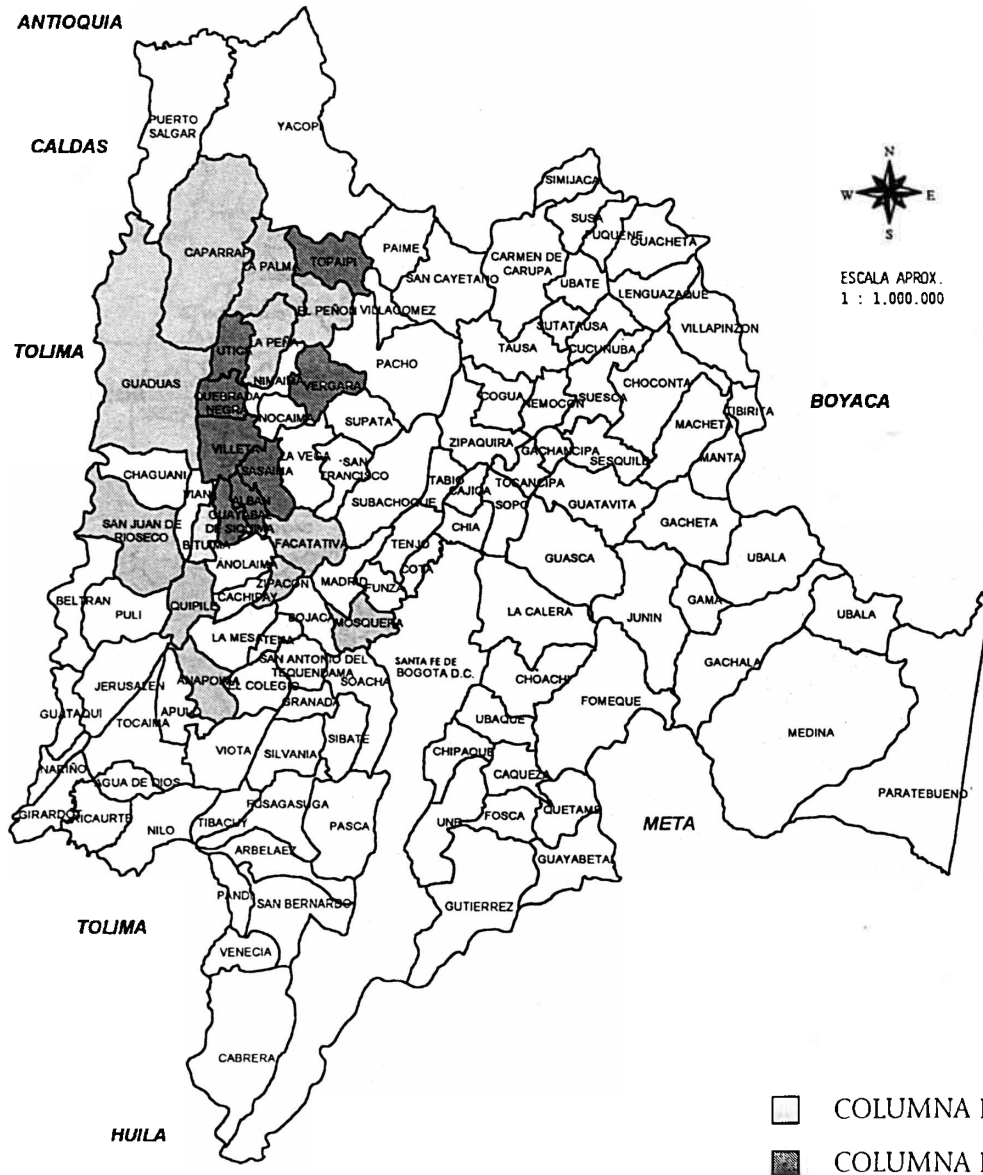 ANTIOQUIA
PUERTO
SALGAR
YACOPI
CALDAS
N
W E
S
SIMIJACA
SUSA
FUQUENE
GUACHETA
CAPARRAPI
LA PALMA
TOPAIPI
PAIME
SAN CAYETANO
CARMEN DE
CARUPA
UBATE
LENGUAZAQUE
ESCALA APROX.
1 : 1.000.000
EL PEÑON
VILLAGOMEZ
VILLAPINZON
TOLIMA
GUADUAS
UTICA
LA PEÑA
NIMAIMA
VERGARA
PACHO
TAUSA
SUTATAUSA
CUCUNUBA
CHOCONTA
QUEBRADA
NEGRA
NOCAIMA
SUPATA
COGUA
NEMOCON
SUESCA
MACHETA
TIBIRITA
BOYACA
VILLETA
SASAIMA
LA VEGA
SAN
FRANCISCO
ZIPAQUIRA
GACHANCIPA
SESQUILE
MANTA
CHAGUANI
VIANI
ALBAN
GUAYABAL
DE SIQUIMA
SUBACHOQUE
TABIO
CAJICA
TOCANCIPA
SOPO
GUATAVITA
GACHETA
SAN JUAN DE
RIOSECO
BITUIMA
FACATATIVA
TENJO
CHIA
COTA
GUASCA
UBALA
ANOLAIMA
ZIPACON
CACHIPAY
MADRID
FUNZA
BELTRAN
PULI
QUIPILE
BOJACA
MOSQUERA
LA CALERA
JUNIN
GAMA
UBALA
LA MESA
TENA
SAN ANTONIO DEL
TEQUENDAMA
SANTA FE DE
BOGOTA D.C.
GACHALA
JERUSALEN
ANAPOIMA
EL COLEGIO
SOACHA
CHOACHI
FOMEQUE
GUATAQUI
TOCAIMA
APULO
GRANADA
UBAQUE
MEDINA
VIOTA
SILVANIA
SIBATE
CHIPAQUE
NARIÑO
AGUA DE DIOS
CAQUEZA
PARATEBUENO
GIRARDOT
RICAURTE
NILO
TIBACUY
FUSAGASUGA
PASCA
UNE
FOSCA
QUETAME
META
ARBELAEZ
GUAYABETAL
PANDI
SAN BERNARDO
GUTIERREZ
TOLIMA
VENECIA
CABRERA
COLUMNA
HUILA
COLUMNA